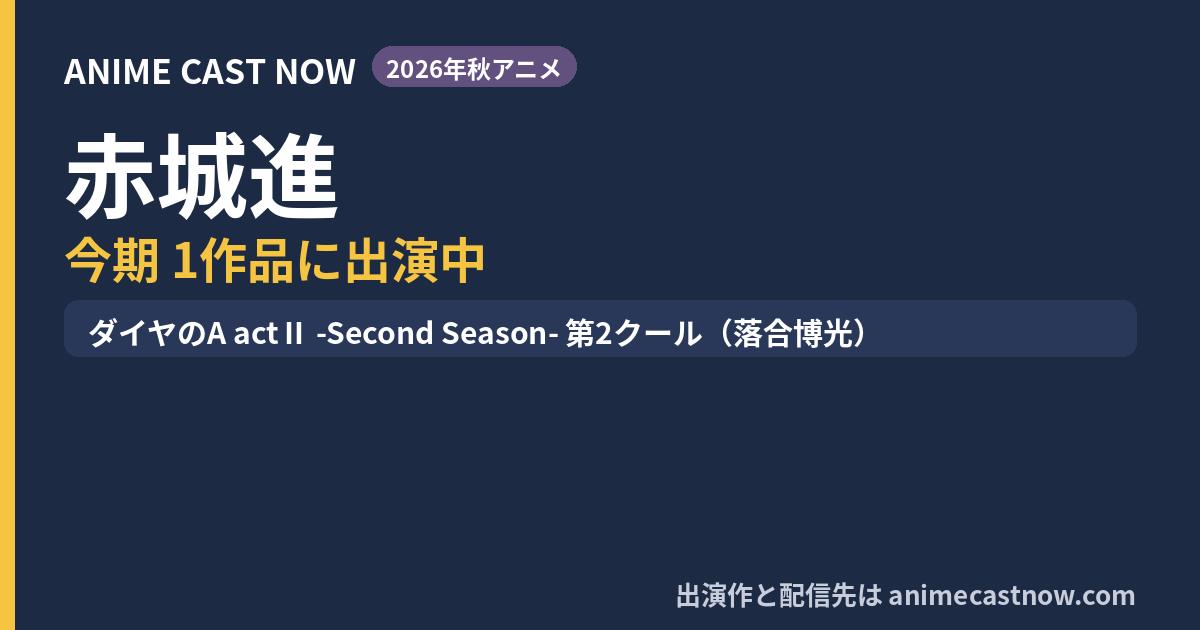 ANIME CAST NOW 2026年秋アニメ
赤城進
今期 1作品に出演中
ダイヤのA actⅡ -Second Season- 第2クール（落合博光）
出演作と配信先は animecastnow.com